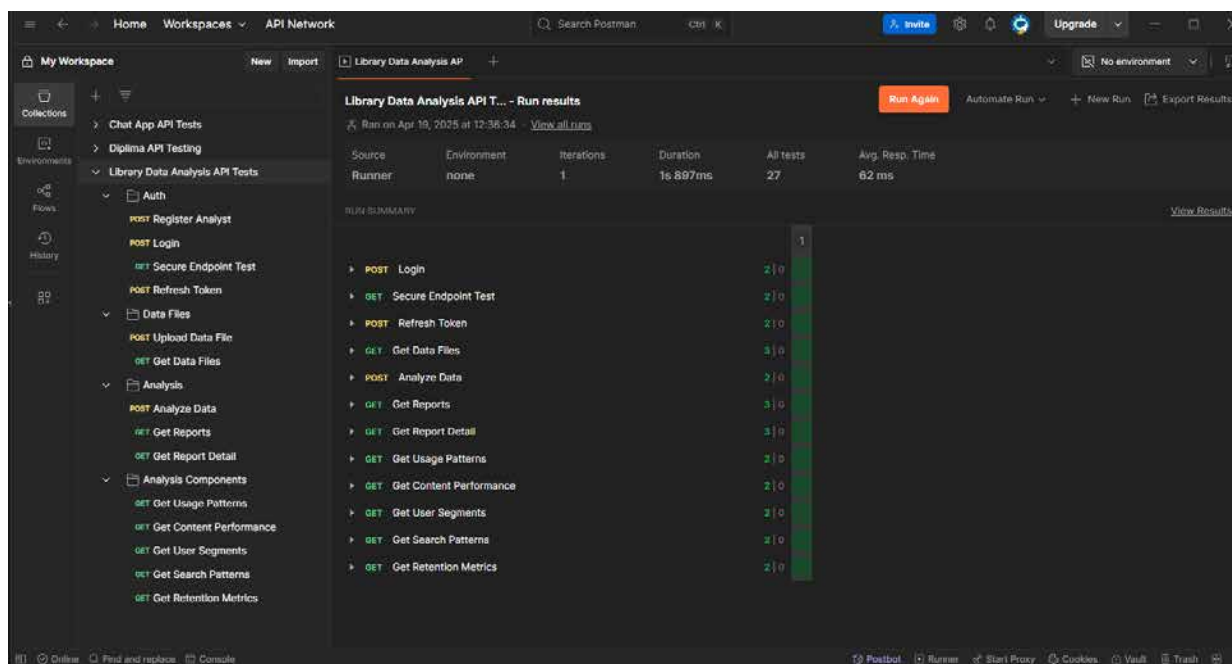 Home Workspaces API Network Search Postman Ctrl K Invite Upgrade
My Workspace New Import Library Data Analysis AP No environment
Collections
Environments
Flows
History
Chat App API Tests
Diplima API Testing
Library Data Analysis API Tests
Auth
POST Register Analyst
POST Login
GET Secure Endpoint Test
POST Refresh Token
Data Files
POST Upload Data File
GET Get Data Files
Analysis
POST Analyze Data
GET Get Reports
GET Get Report Detail
Analysis Components
GET Get Usage Patterns
GET Get Content Performance
GET Get User Segments
GET Get Search Patterns
GET Get Retention Metrics
Library Data Analysis API T... - Run results Run Again Automate Run New Run Export Results
Ran on Apr 19, 2025 at 12:36:34 · View all runs
Source Environment Iterations Duration All tests Avg. Resp. Time
Runner none 1 1s 897ms 27 62 ms
RUN SUMMARY View Results
1
POST Login 2 | 0
GET Secure Endpoint Test 2 | 0
POST Refresh Token 2 | 0
GET Get Data Files 3 | 0
POST Analyze Data 2 | 0
GET Get Reports 3 | 0
GET Get Report Detail 3 | 0
GET Get Usage Patterns 2 | 0
GET Get Content Performance 2 | 0
GET Get User Segments 2 | 0
GET Get Search Patterns 2 | 0
GET Get Retention Metrics 2 | 0
Online Find and replace Console Postbot Runner Start Proxy Cookies Vault Trash